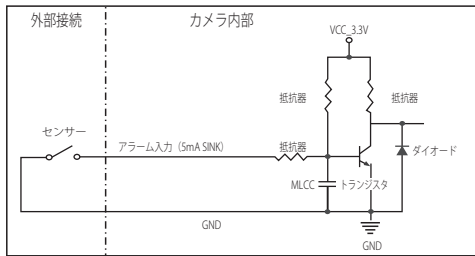 外部接続
カメラ内部
VCC_3.3V
抵抗器
抵抗器
センサー
アラーム入力（5mA SINK）
抵抗器
ダイオード
MLCC
トランジスタ
GND
GND